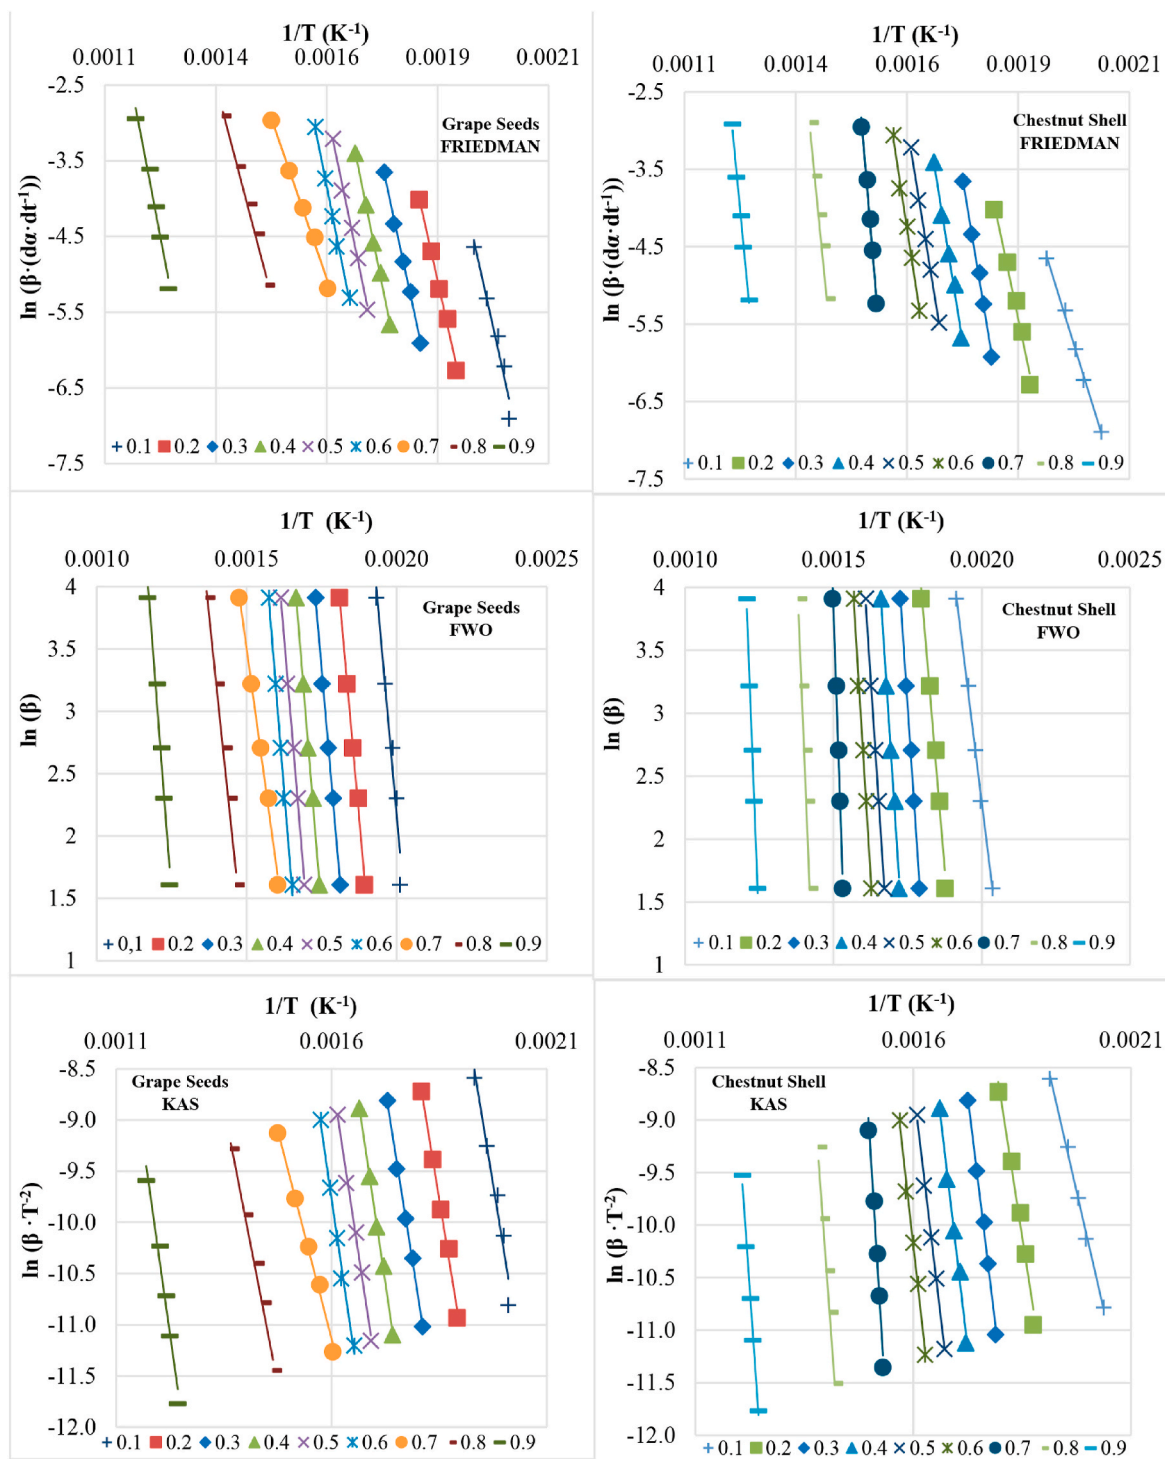 1/T (K⁻¹)
0.0011 0.0014 0.0016 0.0019 0.0021
-2.5
-3.5
-4.5
-5.5
-6.5
-7.5
ln (β·(dα·dt⁻¹))
Grape Seeds
FRIEDMAN
0.1 0.2 0.3 0.4 0.5 0.6 0.7 0.8 0.9
1/T (K⁻¹)
0.0011 0.0014 0.0016 0.0019 0.0021
-2.5
-3.5
-4.5
-5.5
-6.5
-7.5
ln (β·(dα·dt⁻¹))
Chestnut Shell
FRIEDMAN
0.1 0.2 0.3 0.4 0.5 0.6 0.7 0.8 0.9
1/T (K⁻¹)
0.0010 0.0015 0.0020 0.0025
4
3.5
3
2.5
2
1.5
1
ln (β)
Grape Seeds
FWO
0,1 0.2 0.3 0.4 0.5 0.6 0.7 0.8 0.9
1/T (K⁻¹)
0.0010 0.0015 0.0020 0.0025
4
3.5
3
2.5
2
1.5
1
ln (β)
Chestnut Shell
FWO
0.1 0.2 0.3 0.4 0.5 0.6 0.7 0.8 0.9
1/T (K⁻¹)
0.0011 0.0016 0.0021
-8.5
-9.0
-9.5
-10.0
-10.5
-11.0
-11.5
-12.0
ln (β ·T⁻²)
Grape Seeds
KAS
0.1 0.2 0.3 0.4 0.5 0.6 0.7 0.8 0.9
1/T (K⁻¹)
0.0011 0.0016 0.0021
-8.5
-9.0
-9.5
-10.0
-10.5
-11.0
-11.5
-12.0
ln (β ·T⁻²)
Chestnut Shell
KAS
0.1 0.2 0.3 0.4 0.5 0.6 0.7 0.8 0.9